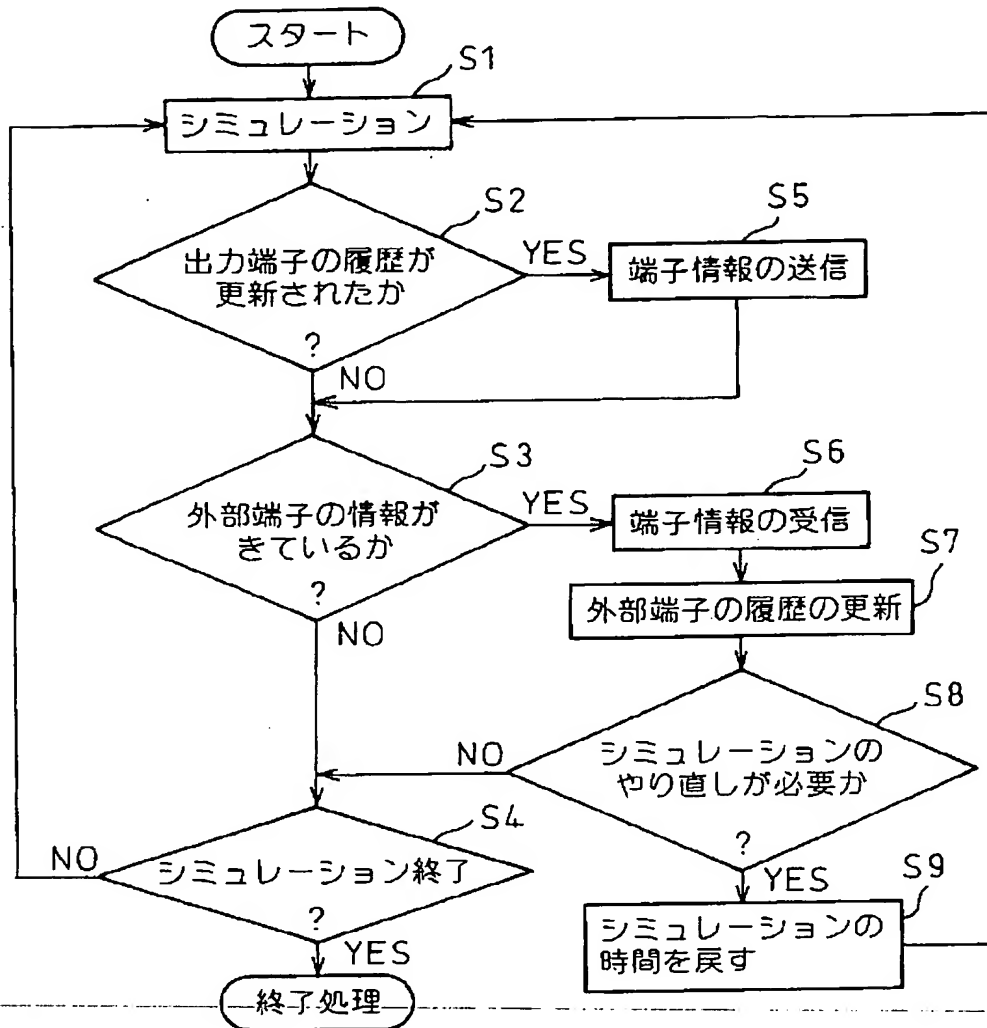 スタート
S1
シミュレーション
S2
出力端子の履歴が
更新されたか
?
YES
S5
端子情報の送信
NO
S3
外部端子の情報が
きているか
?
YES
S6
端子情報の受信
S7
外部端子の履歴の更新
NO
S8
シミュレーションの
やり直しが必要か
?
NO
YES
S4
シミュレーション終了
?
NO
YES
S9
シミュレーションの
時間を戻す
終了処理